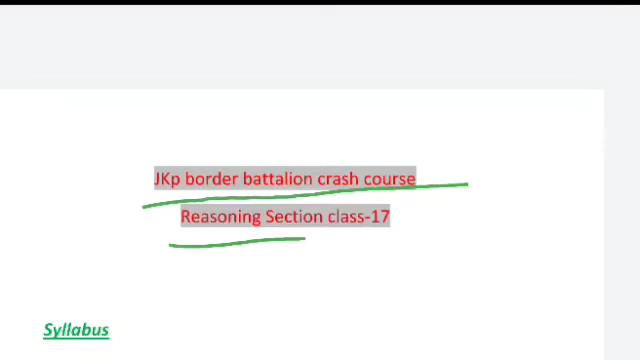 JKp border battalion crash course
Reasoning Section class-17
Syllabus